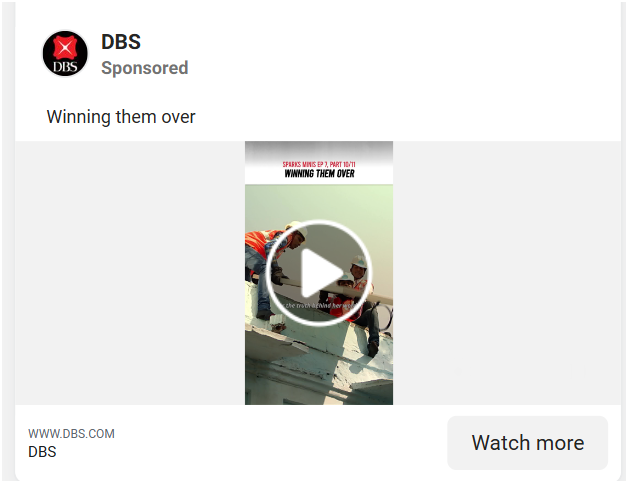 DBS
Sponsored
DBS
Winning them over
SPARKS MINIS EP 7, PART 10/11
WINNING THEM OVER
the truth behind her
WWW.DBS.COM
DBS
Watch more